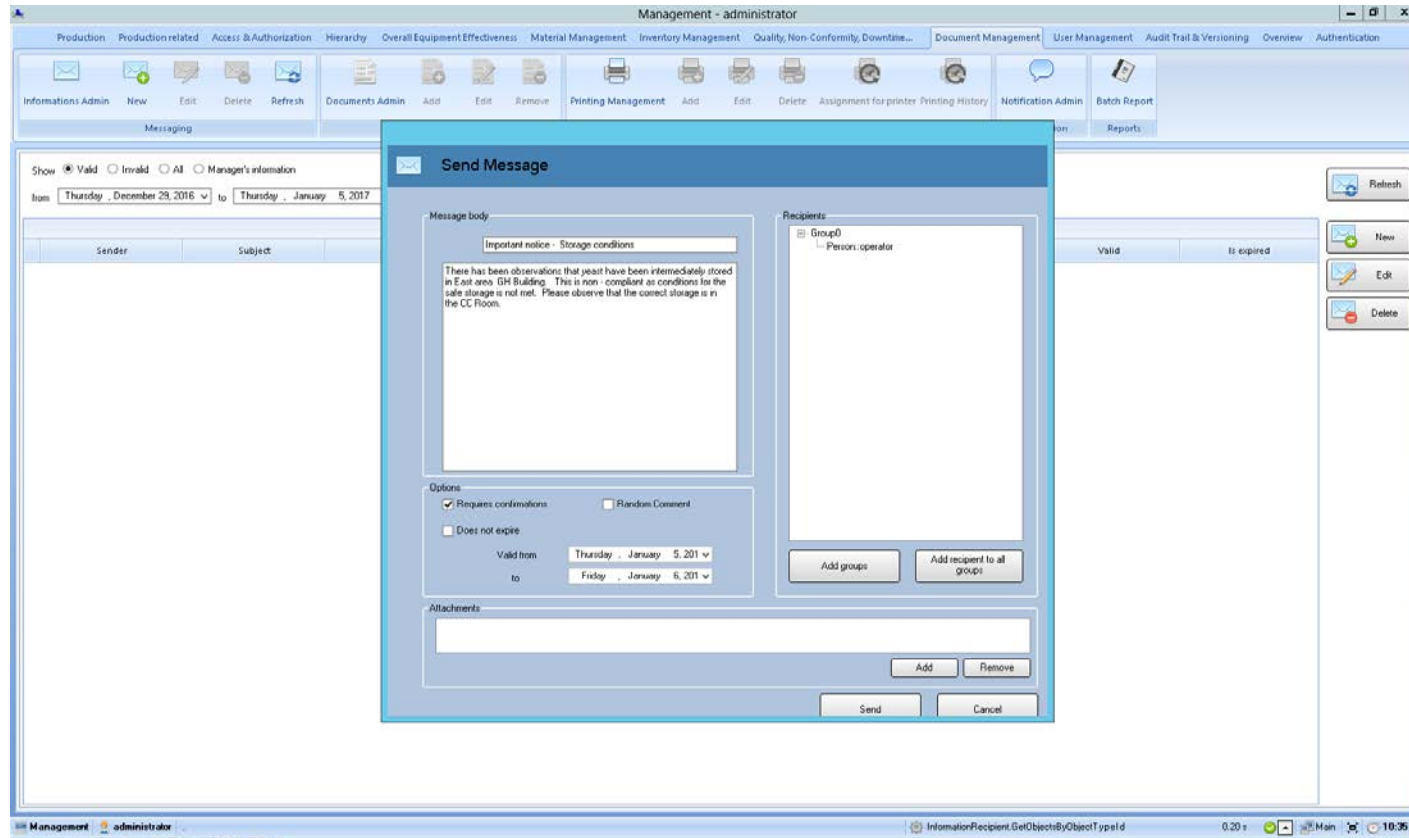 Management - administrator
Production Production related Access & Authorization Hierarchy Overall Equipment Effectiveness Material Management Inventory Management Quality, Non-Conformity, Downtime... Document Management User Management Audit Trail & Versioning Overview Authentication
Informations Admin New Edit Delete Refresh Documents Admin Add Edit Remove Printing Management Add Edit Delete Assignment for printer Printing History Notification Admin Batch Report
Messaging Reports
Show Valid Invalid All Manager's information
from Thursday , December 29, 2016 to Thursday , January 5, 2017
Refresh
Sender Subject Valid Is expired
New
Edit
Delete
Send Message
Message body
Important notice - Storage conditions
There has been observations that yeast have been intermediately stored
in East area GH Building. This is non - compliant as conditions for the
safe storage is not met. Please observe that the correct storage is in
the CC Room.
Recipients
Group0
Person: operator
Options
Requires confirmations Random Comment
Does not expire
Valid from Thursday , January 5, 201
to Friday , January 6, 201
Add groups Add recipient to all
groups
Attachments
Add Remove
Send Cancel
Management administrator InformationRecipient.GetObjectsByObjectTypeId 0.20 s Main 10:35